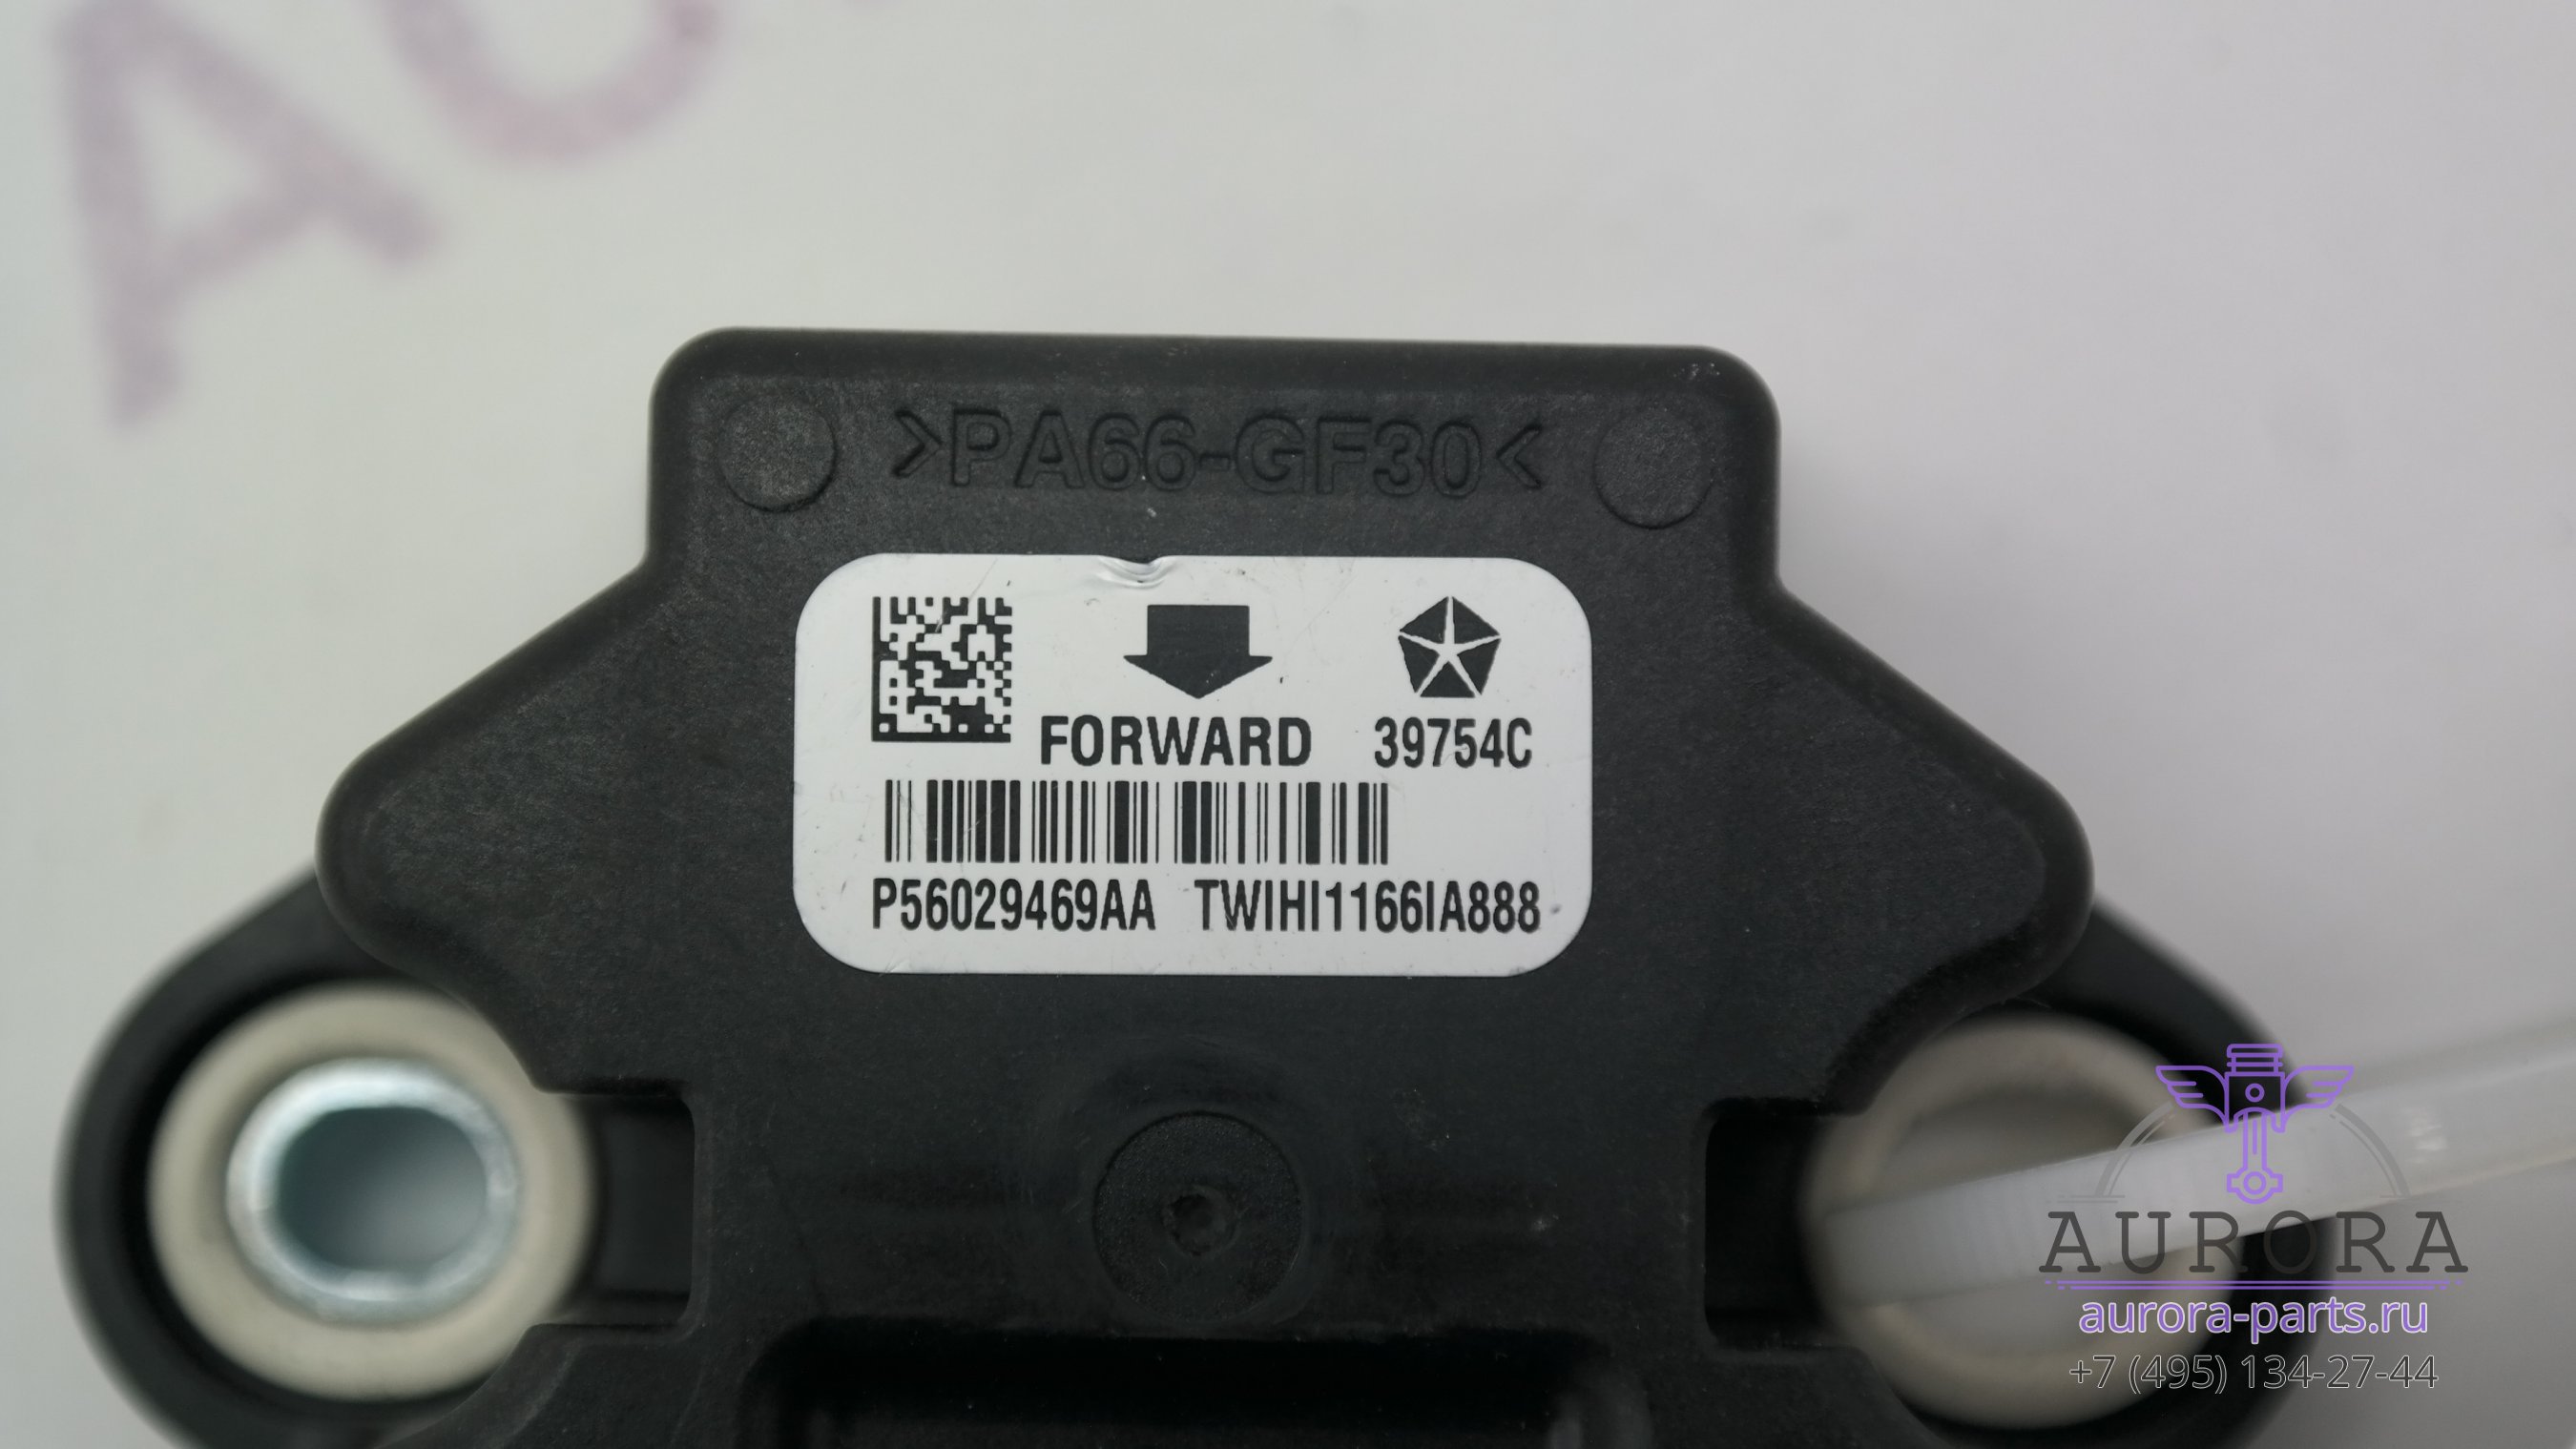 >PA66-GF30<
FORWARD 39754C
P56029469AA TWIHI1166IA888
AURORA
aurora-parts.ru
+7 (495) 134-27-44